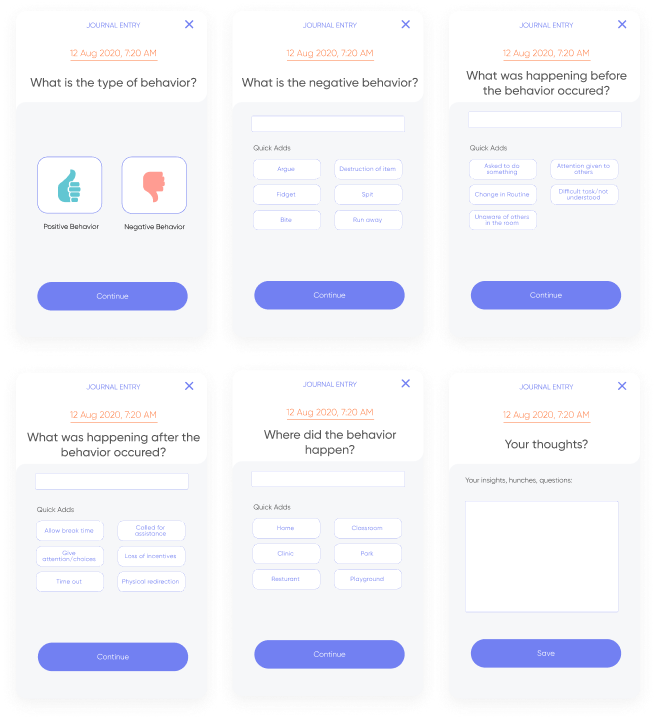 JOURNAL ENTRY
12 Aug 2020, 7:20 AM
What is the type of behavior?
Positive Behavior
Negative Behavior
Continue
JOURNAL ENTRY
12 Aug 2020, 7:20 AM
What is the negative behavior?
Quick Adds
Argue
Destruction of item
Fidget
Spit
Bite
Run away
Continue
JOURNAL ENTRY
12 Aug 2020, 7:20 AM
What was happening before
the behavior occured?
Quick Adds
Asked to do
something
Attention given to
others
Change in Routine
Difficult task/not
understood
Unaware of others
in the room
Continue
JOURNAL ENTRY
12 Aug 2020, 7:20 AM
What was happening after the
behavior occured?
Quick Adds
Allow break time
Called for
assistance
Give
attention/choices
Loss of incentives
Time out
Physical redirection
Continue
JOURNAL ENTRY
12 Aug 2020, 7:20 AM
Where did the behavior
happen?
Quick Adds
Home
Classroom
Clinic
Park
Resturant
Playground
Continue
JOURNAL ENTRY
12 Aug 2020, 7:20 AM
Your thoughts?
Your insights, hunches, questions:
Save